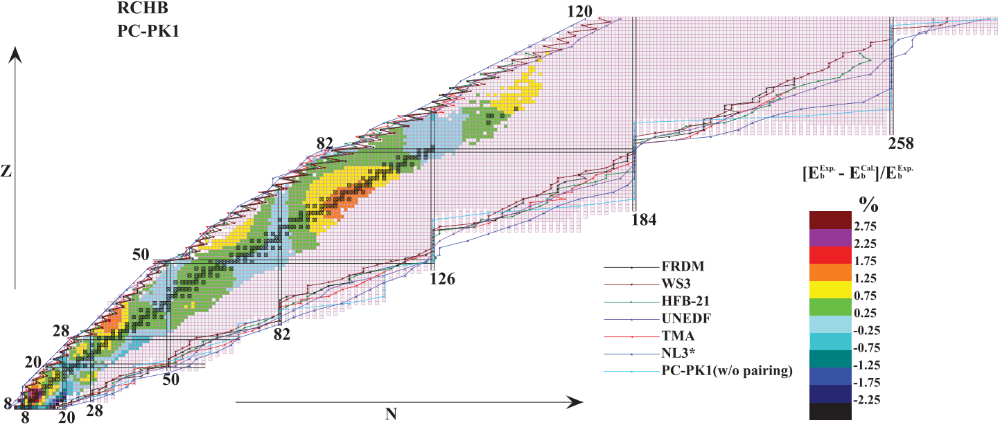 RCHB
PC-PK1
120
Z
82
258
[E_b^Exp. - E_b^Cal.]/E_b^Exp.
%
2.75
184
2.25
50
1.75
FRDM
1.25
126
WS3
0.75
HFB-21
0.25
UNEDF
-0.25
28
82
TMA
-0.75
NL3*
-1.25
20
PC-PK1(w/o pairing)
50
-1.75
8
-2.25
8
20
28
N